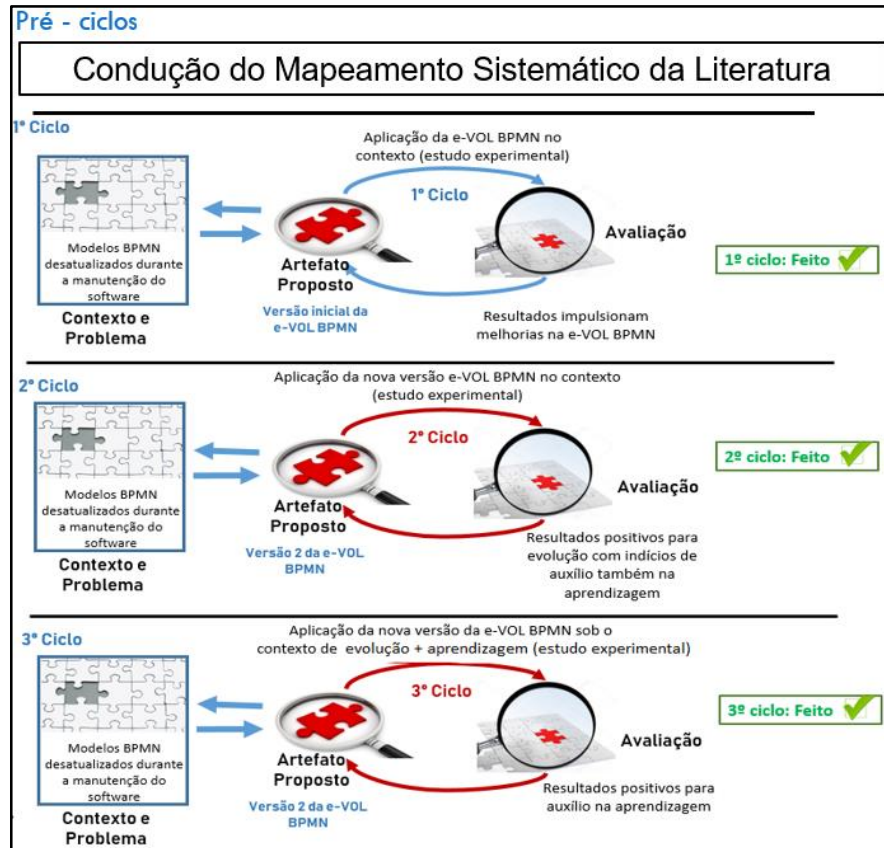 Pré - ciclos
Condução do Mapeamento Sistemático da Literatura
1° Ciclo
Aplicação da e-VOL BPMN no
contexto (estudo experimental)
1° Ciclo
Modelos BPMN
desatualizados durante
a manutenção do
software
Contexto e
Problema
Artefato
Proposto
Versão inicial da
e-VOL BPMN
Avaliação
Resultados impulsionam
melhorias na e-VOL BPMN
1º ciclo: Feito
2° Ciclo
Aplicação da nova versão e-VOL BPMN no contexto
(estudo experimental)
2° Ciclo
Modelos BPMN
desatualizados durante
a manutenção do
software
Contexto e
Problema
Artefato
Proposto
Versão 2 da e-VOL
BPMN
Avaliação
Resultados positivos para
evolução com indícios de
auxílio também na
aprendizagem
2º ciclo: Feito
3° Ciclo
Aplicação da nova versão da e-VOL BPMN sob o
contexto de evolução + aprendizagem (estudo experimental)
3° Ciclo
Modelos BPMN
desatualizados durante
a manutenção do
software
Contexto e
Problema
Artefato
Proposto
Versão 2 da e-VOL
BPMN
Avaliação
Resultados positivos para
auxílio na aprendizagem
3º ciclo: Feito